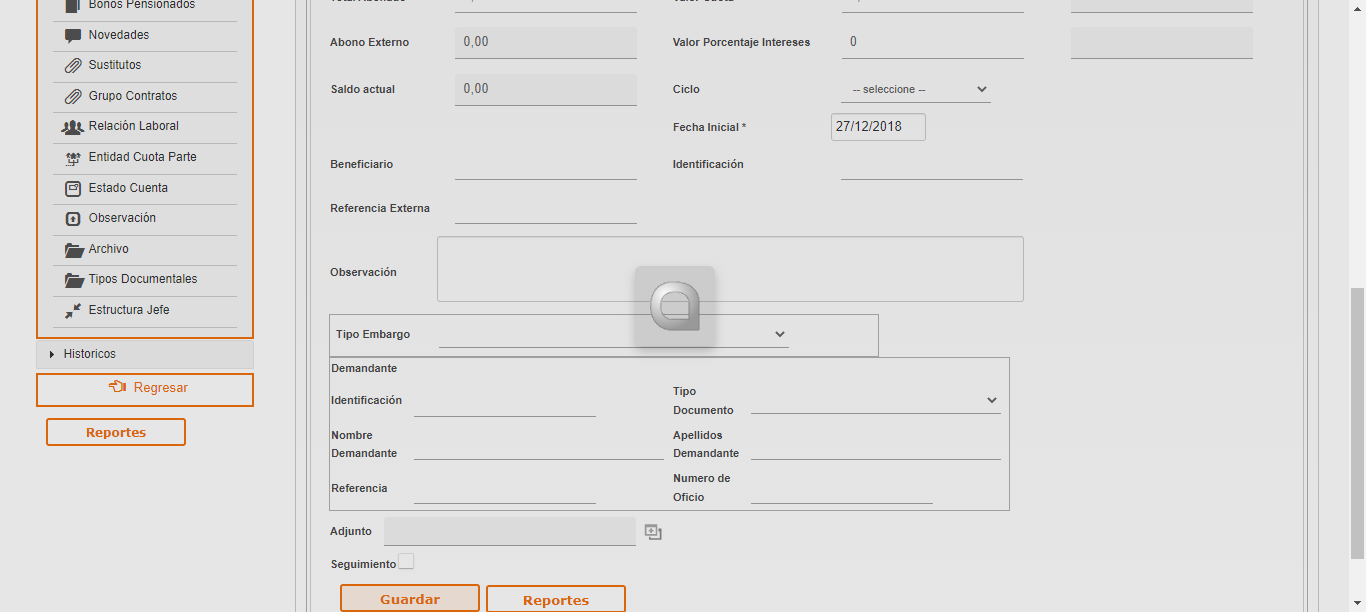 Bonos Pensionados
Novedades
Sustitutos
Grupo Contratos
Relación Laboral
Entidad Cuota Parte
Estado Cuenta
Observación
Archivo
Tipos Documentales
Estructura Jefe
Historicos
Regresar
Reportes
Abono Externo 0,00 Valor Porcentaje Intereses 0
Saldo actual 0,00 Ciclo -- seleccione --
Fecha Inicial * 27/12/2018
Beneficiario Identificación
Referencia Externa
Observación
Tipo Embargo
Demandante
Identificación Tipo Documento
Nombre Demandante Apellidos Demandante
Referencia Numero de Oficio
Adjunto
Seguimiento
Guardar Reportes